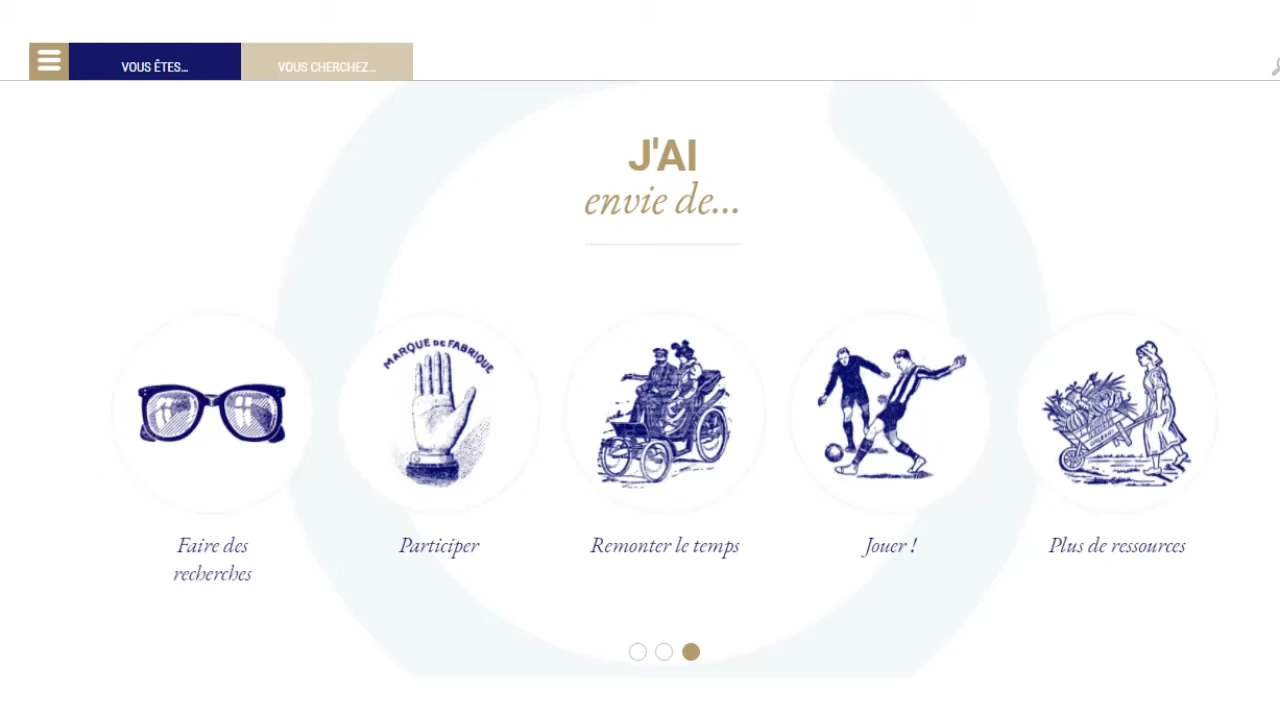 VOUS ÊTES...
VOUS CHERCHEZ...
J'AI
envie de...
MARQUE DE FABRIQUE
Faire des
recherches
Participer
Remonter le temps
Jouer !
Plus de ressources